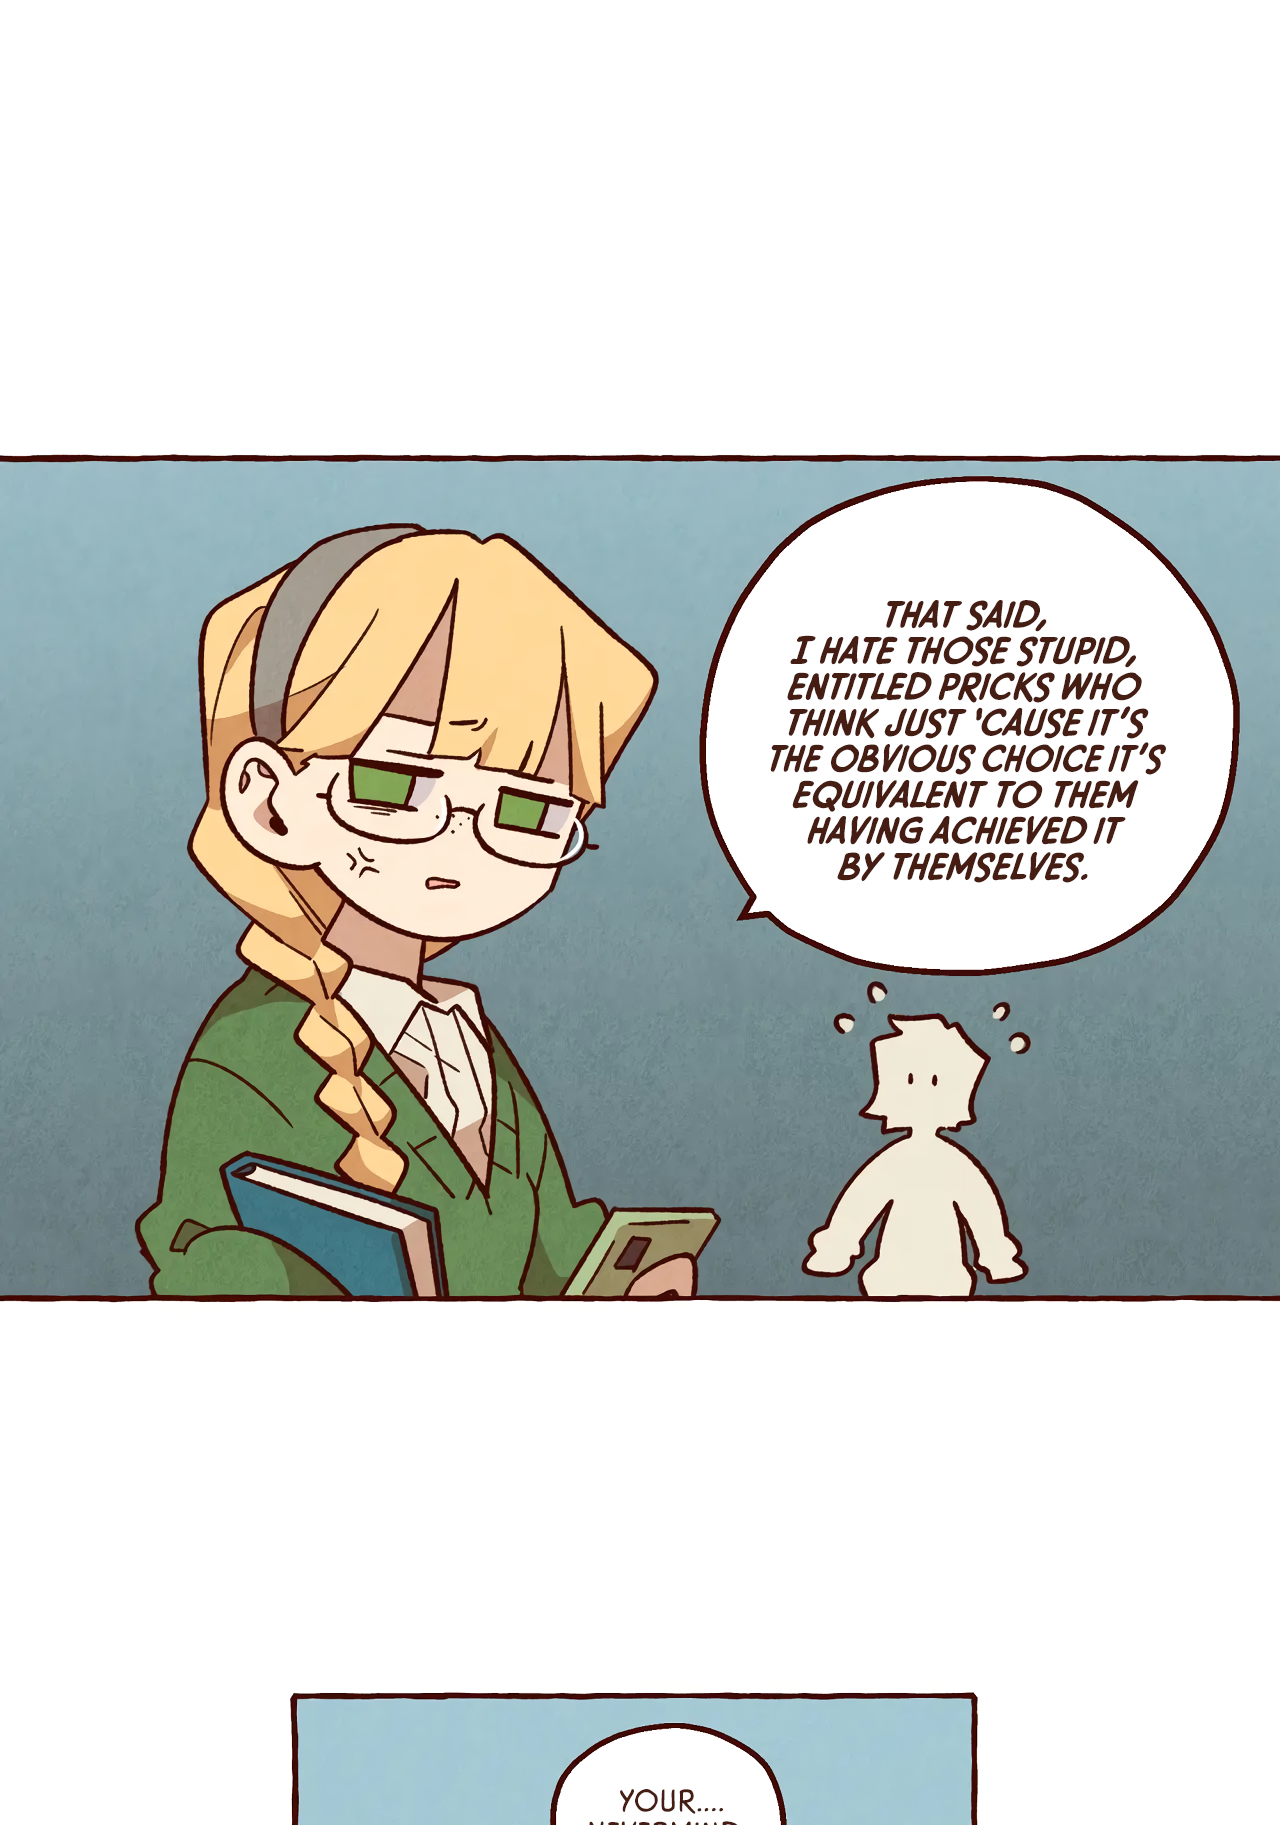 THAT SAID,
I HATE THOSE STUPID,
ENTITLED PRICKS WHO
THINK JUST 'CAUSE IT'S
THE OBVIOUS CHOICE IT'S
EQUIVALENT TO THEM
HAVING ACHIEVED IT
BY THEMSELVES.
YOUR....
NEVERMIND